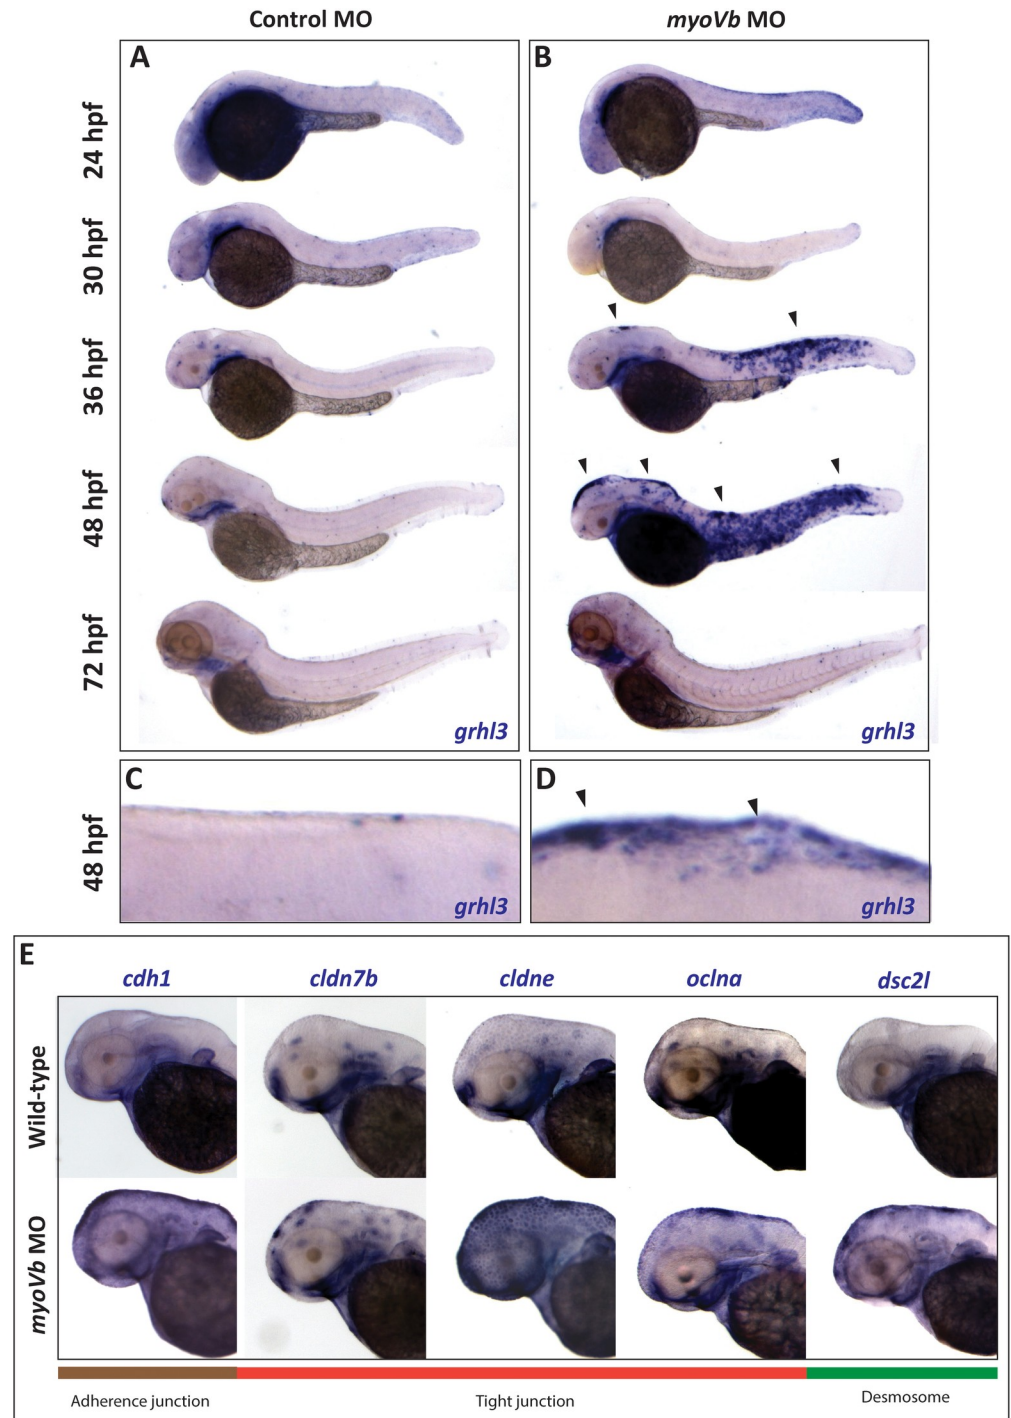 Control MO
myoVb MO
A
B
24 hpf
30 hpf
36 hpf
48 hpf
72 hpf
grhl3
grhl3
C
D
48 hpf
grhl3
grhl3
E
cdh1
cldn7b
cldne
oclna
dsc2l
Wild-type
myoVb MO
Adherence junction
Tight junction
Desmosome